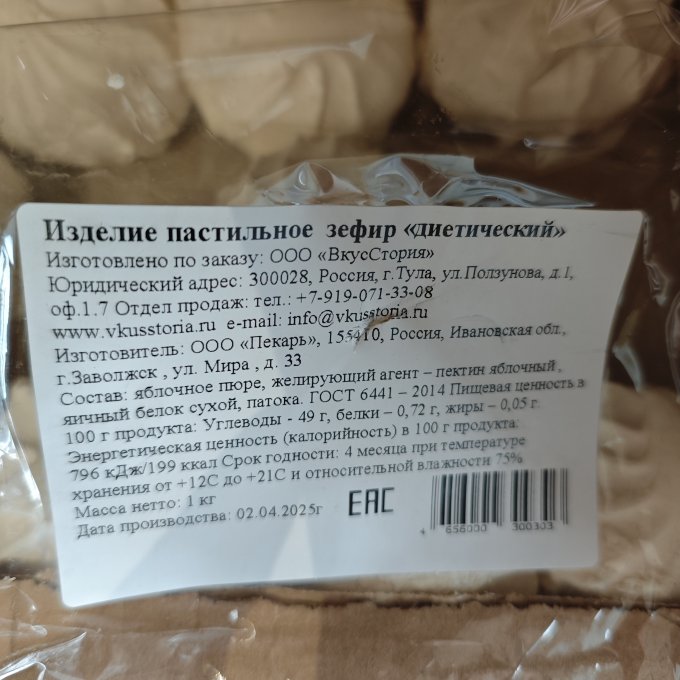 Изделие пастильное зефир «диетический»
Изготовлено по заказу: ООО «ВкусСтория»
Юридический адрес: 300028, Россия, г.Тула, ул.Ползунова, д.1,
оф.1.7 Отдел продаж: тел.: +7-919-071-33-08
www.vkusstoria.ru e-mail: info@vkusstoria.ru
Изготовитель: ООО «Пекарь», 155410, Россия, Ивановская обл.,
г.Заволжск , ул. Мира , д. 33
Состав: яблочное пюре, желирующий агент – пектин яблочный,
яичный белок сухой, патока. ГОСТ 6441 – 2014 Пищевая ценность в
100 г продукта: Углеводы - 49 г, белки – 0,72 г, жиры – 0,05 г.
Энергетическая ценность (калорийность) в 100 г продукта:
796 кДж/199 ккал Срок годности: 4 месяца при температуре
хранения от +12С до +21С и относительной влажности 75%
Масса нетто: 1 кг
Дата производства: 02.04.2025г
EAC
4 656000 300303